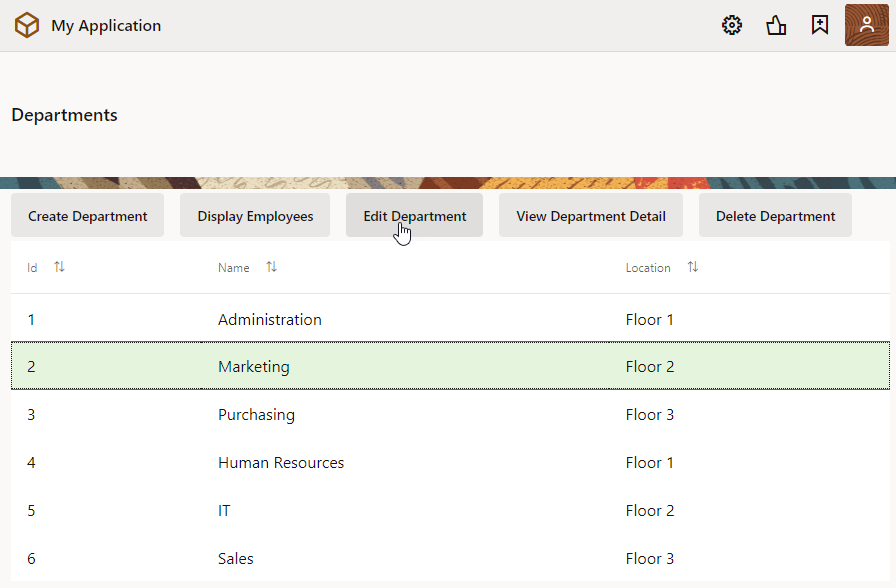 My Application
Departments
Create Department Display Employees Edit Department View Department Detail Delete Department
Id Name Location
1 Administration Floor 1
2 Marketing Floor 2
3 Purchasing Floor 3
4 Human Resources Floor 1
5 IT Floor 2
6 Sales Floor 3